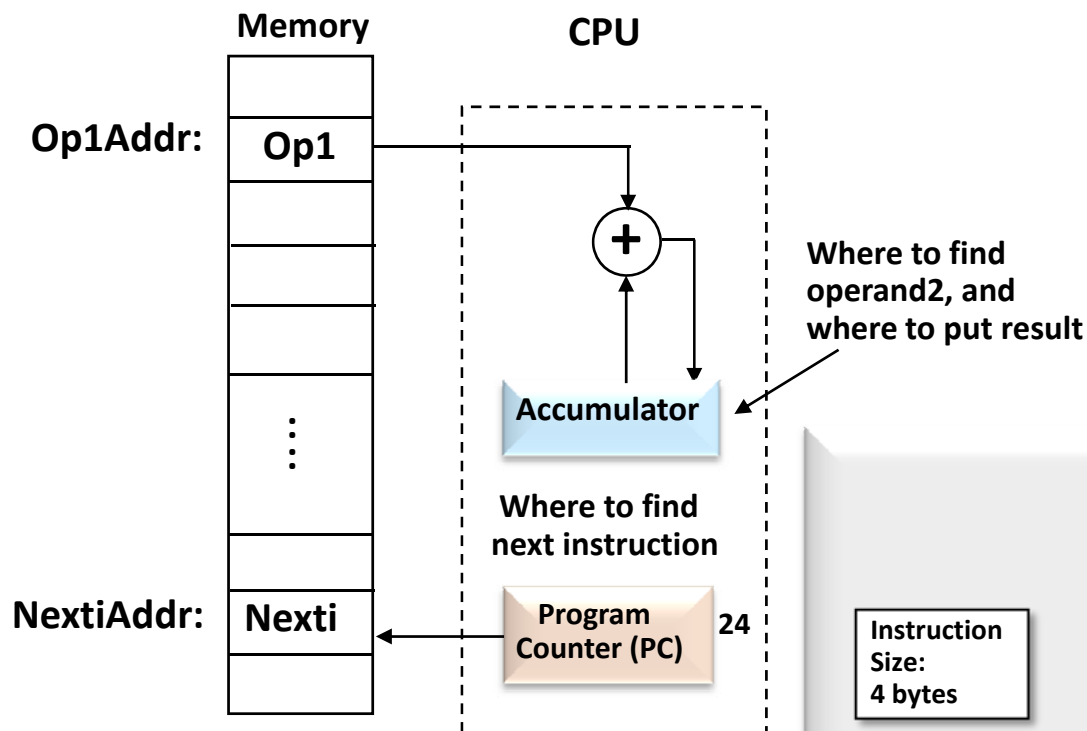 Memory
CPU
Op1Addr:
Op1
+
Where to find
operand2, and
where to put result
Accumulator
Where to find
next instruction
NextiAddr:
Nexti
Program
Counter (PC)
24
Instruction
Size:
4 bytes